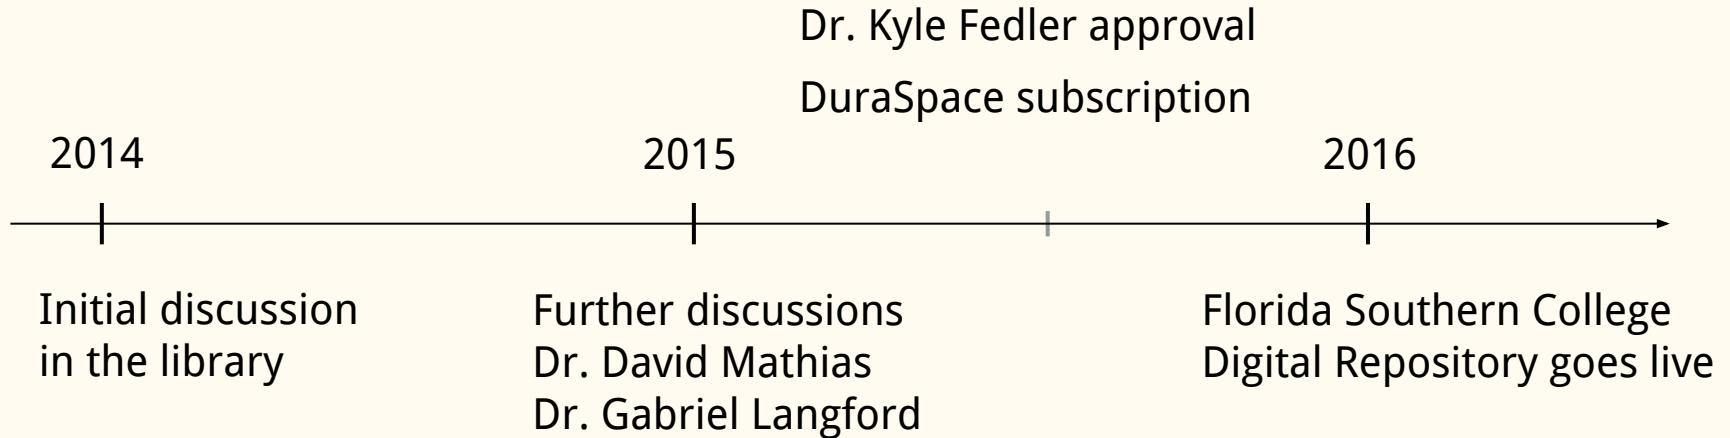 Dr. Kyle Fedler approval
DuraSpace subscription
2014
2015
2016
Initial discussion
in the library
Further discussions
Dr. David Mathias
Dr. Gabriel Langford
Florida Southern College
Digital Repository goes live